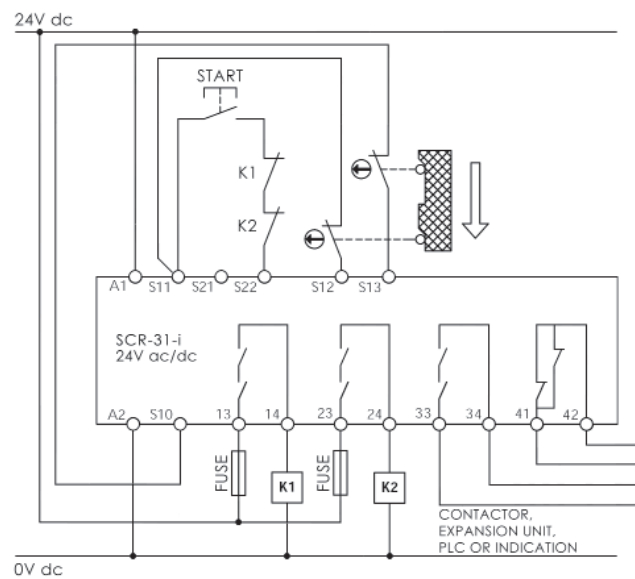 24V dc
START
K1
K2
A1 S11 S21 S22 S12 S13
SCR-31-i
24V ac/dc
A2 S10 13 14 23 24 33 34 41 42
FUSE K1 FUSE K2
CONTACTOR,
EXPANSION UNIT,
PLC OR INDICATION
0V dc